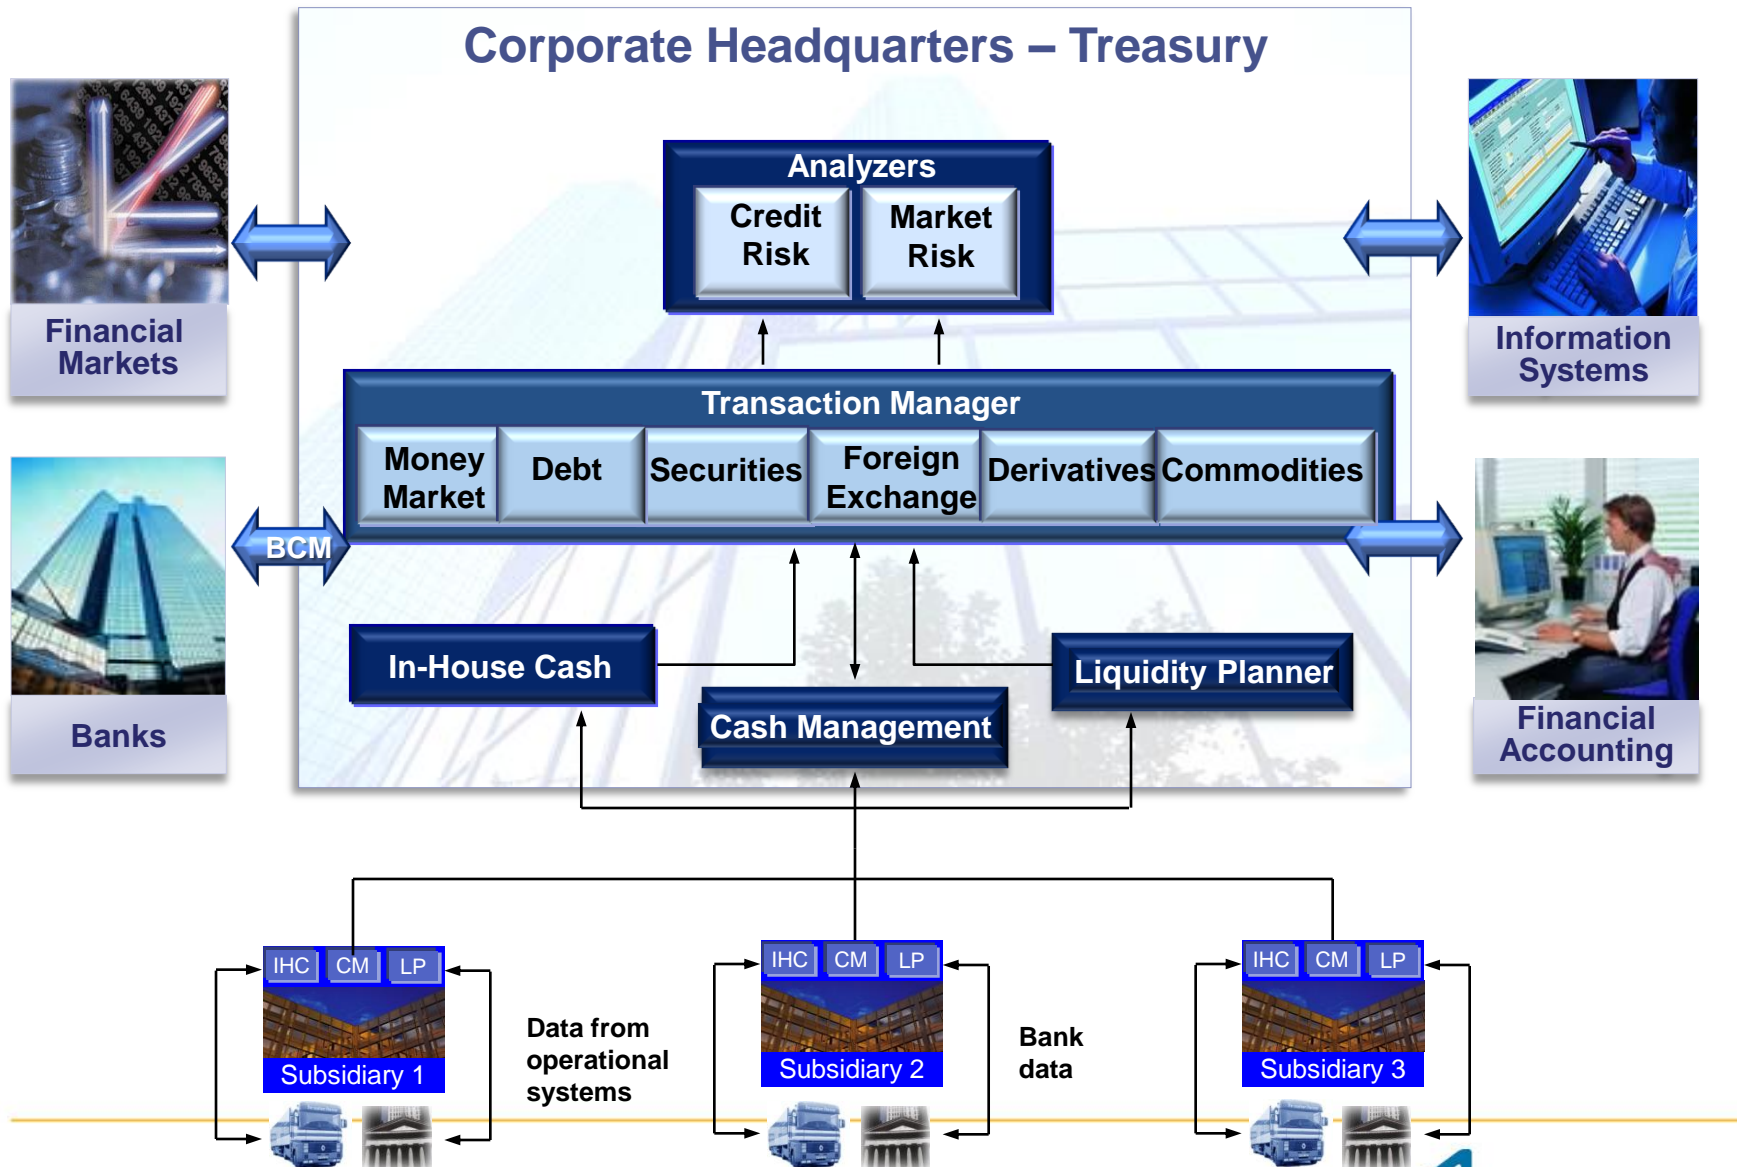 Corporate Headquarters – Treasury
Analyzers
Credit
Risk
Market
Risk
Financial
Markets
Information
Systems
Transaction Manager
Money
Market
Debt
Securities
Foreign
Exchange
Derivatives
Commodities
BCM
Banks
In-House Cash
Cash Management
Liquidity Planner
Financial
Accounting
IHC
CM
LP
Subsidiary 1
Data from
operational
systems
IHC
CM
LP
Subsidiary 2
Bank
data
IHC
CM
LP
Subsidiary 3